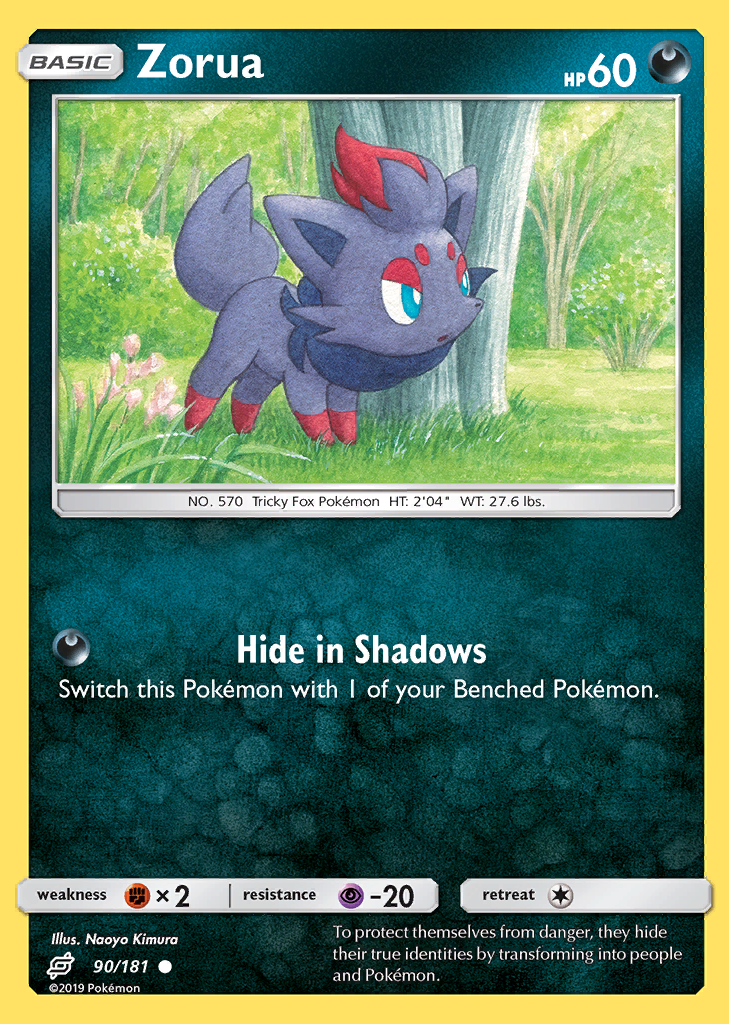 BASIC Zorua HP60
NO. 570 Tricky Fox Pokémon HT: 2'04" WT: 27.6 lbs.
Hide in Shadows
Switch this Pokémon with 1 of your Benched Pokémon.
weakness ×2 resistance -20 retreat
Illus. Naoyo Kimura
90/181
©2019 Pokémon
To protect themselves from danger, they hide
their true identities by transforming into people
and Pokémon.